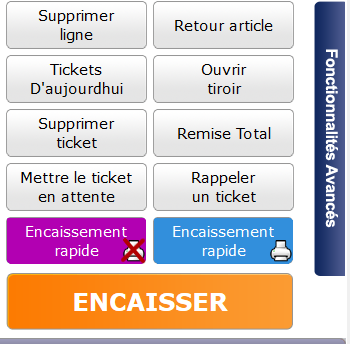 Supprimer
ligne
Retour article
Tickets
D'aujourdhui
Ouvrir
tiroir
Supprimer
ticket
Remise Total
Mettre le ticket
en attente
Rappeler
un ticket
Encaissement
rapide
Encaissement
rapide
ENCAISSER
Fonctionnalités Avancés